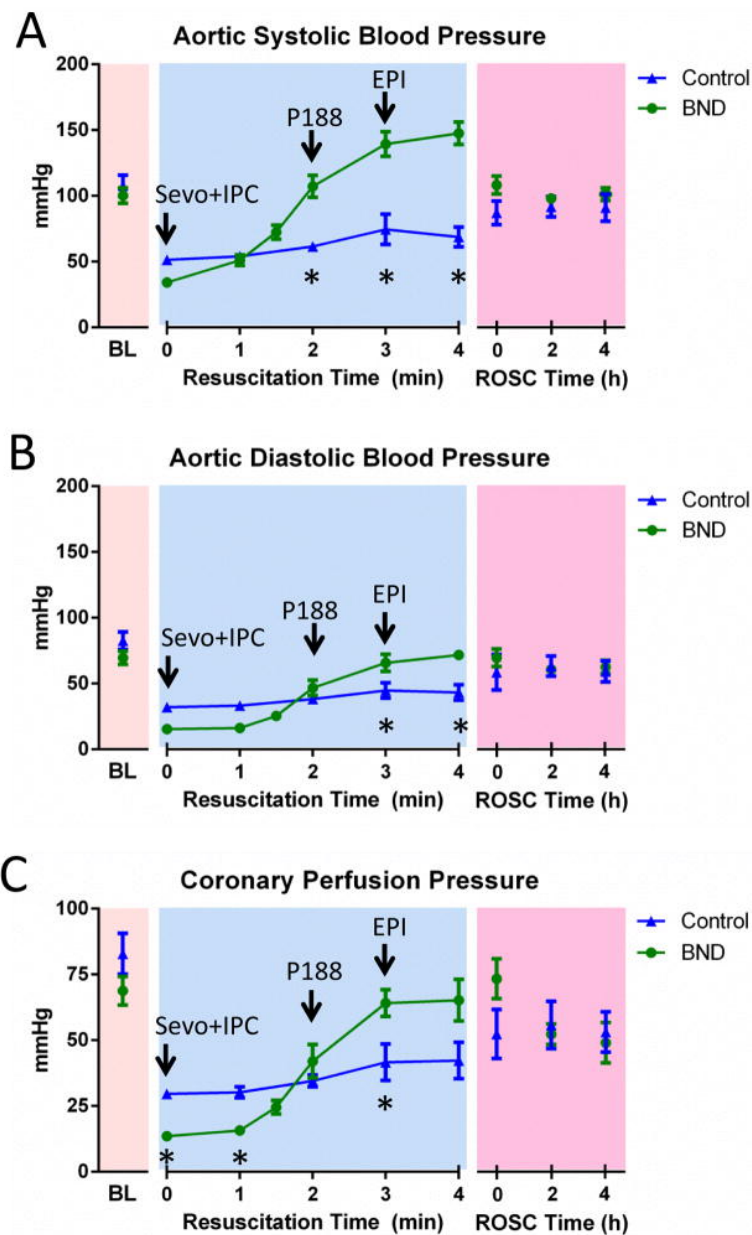 A
Aortic Systolic Blood Pressure
200
150
100
50
0
mmHg
Sevo+IPC
P188
EPI
* * *
Control
BND
BL
0 1 2 3 4
0 2 4
Resuscitation Time (min)
ROSC Time (h)
B
Aortic Diastolic Blood Pressure
200
150
100
50
0
mmHg
Sevo+IPC
P188
EPI
* *
Control
BND
BL
0 1 2 3 4
0 2 4
Resuscitation Time (min)
ROSC Time (h)
C
Coronary Perfusion Pressure
100
75
50
25
0
mmHg
Sevo+IPC
P188
EPI
* * *
Control
BND
BL
0 1 2 3 4
0 2 4
Resuscitation Time (min)
ROSC Time (h)